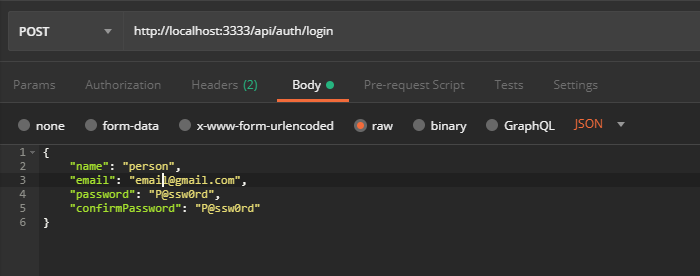 POST http://localhost:3333/api/auth/login
Params Authorization Headers (2) Body Pre-request Script Tests Settings
none form-data x-www-form-urlencoded raw binary GraphQL JSON
1 {
2 "name": "person",
3 "email": "email@gmail.com",
4 "password": "P@ssw0rd",
5 "confirmPassword": "P@ssw0rd"
6 }